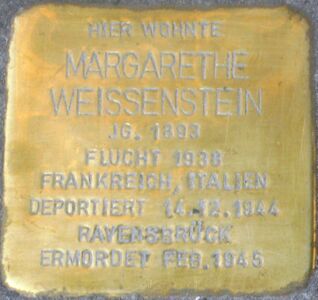 HIER WOHNTE
MARGARETHE
WEISSENSTEIN
JG. 1893
FLUCHT 1938
FRANKREICH, ITALIEN
DEPORTIERT 14.12.1944
RAVENSBRÜCK
ERMORDET FEB. 1945